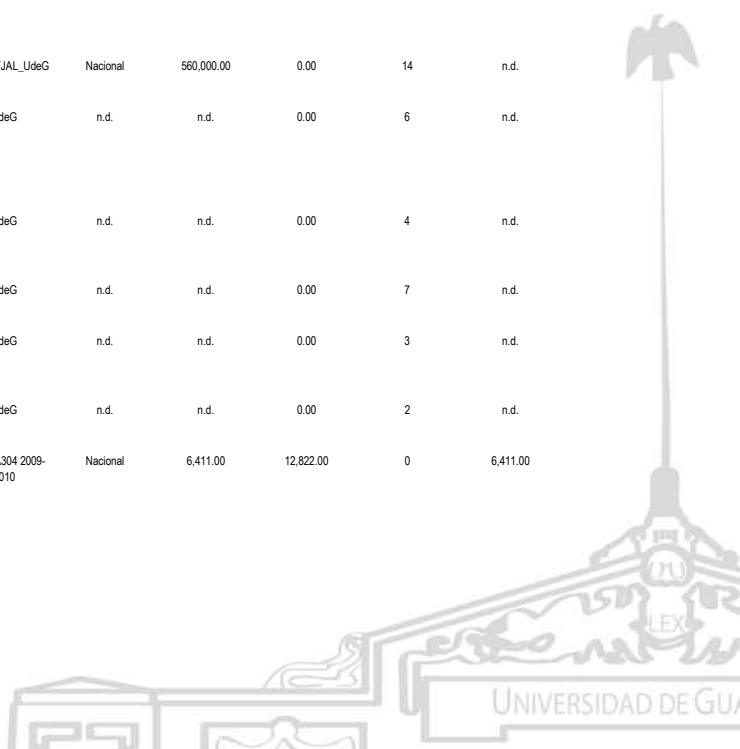 JAL_UdeG Nacional 560,000.00 0.00 14 n.d.
deG n.d. n.d. 0.00 6 n.d.
deG n.d. n.d. 0.00 4 n.d.
deG n.d. n.d. 0.00 7 n.d.
deG n.d. n.d. 0.00 3 n.d.
deG n.d. n.d. 0.00 2 n.d.
304 2009- Nacional 6,411.00 12,822.00 0 6,411.00
010
LEX
UNIVERSIDAD DE GUA